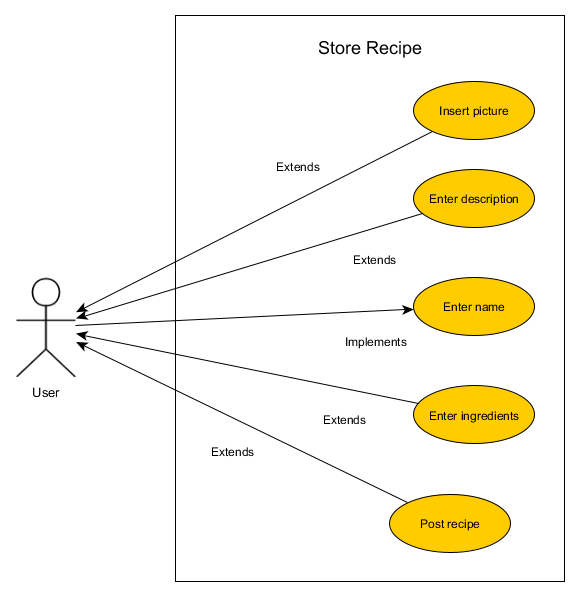 Store Recipe
Insert picture
Extends
Enter description
Extends
Enter name
Implements
User
Enter ingredients
Extends
Extends
Post recipe